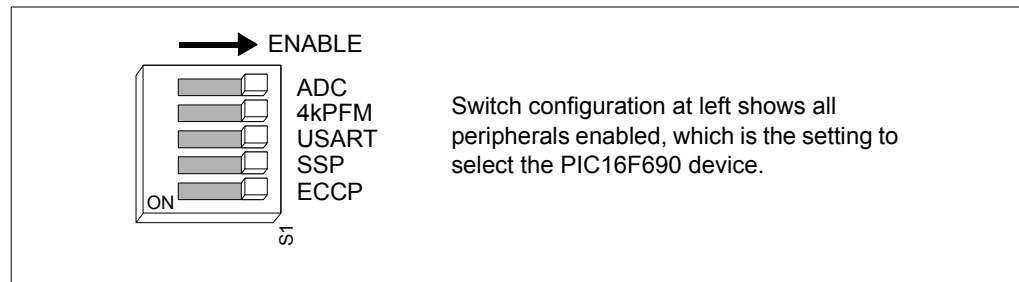 ENABLE
ADC
4kPFM
USART
SSP
ECCP
ON
S1
Switch configuration at left shows all
peripherals enabled, which is the setting to
select the PIC16F690 device.